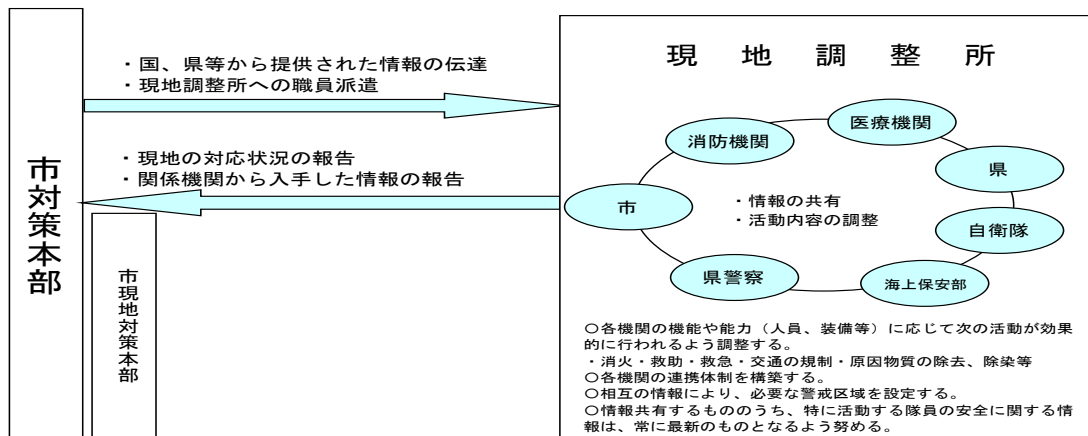 ・国、県等から提供された情報の伝達
・現地調整所への職員派遣
・現地の対応状況の報告
・関係機関から入手した情報の報告
市対策本部
市現地対策本部
現地調整所
医療機関
消防機関
県
市
・情報の共有
・活動内容の調整
自衛隊
県警察
海上保安部
○各機関の機能や能力（人員、装備等）に応じて次の活動が効果
的に行われるよう調整する。
・消火・救助・救急・交通の規制・原因物質の除去、除染等
○各機関の連携体制を構築する。
○相互の情報により、必要な警戒区域を設定する。
○情報共有するもののうち、特に活動する隊員の安全に関する情
報は、常に最新のものとなるよう努める。